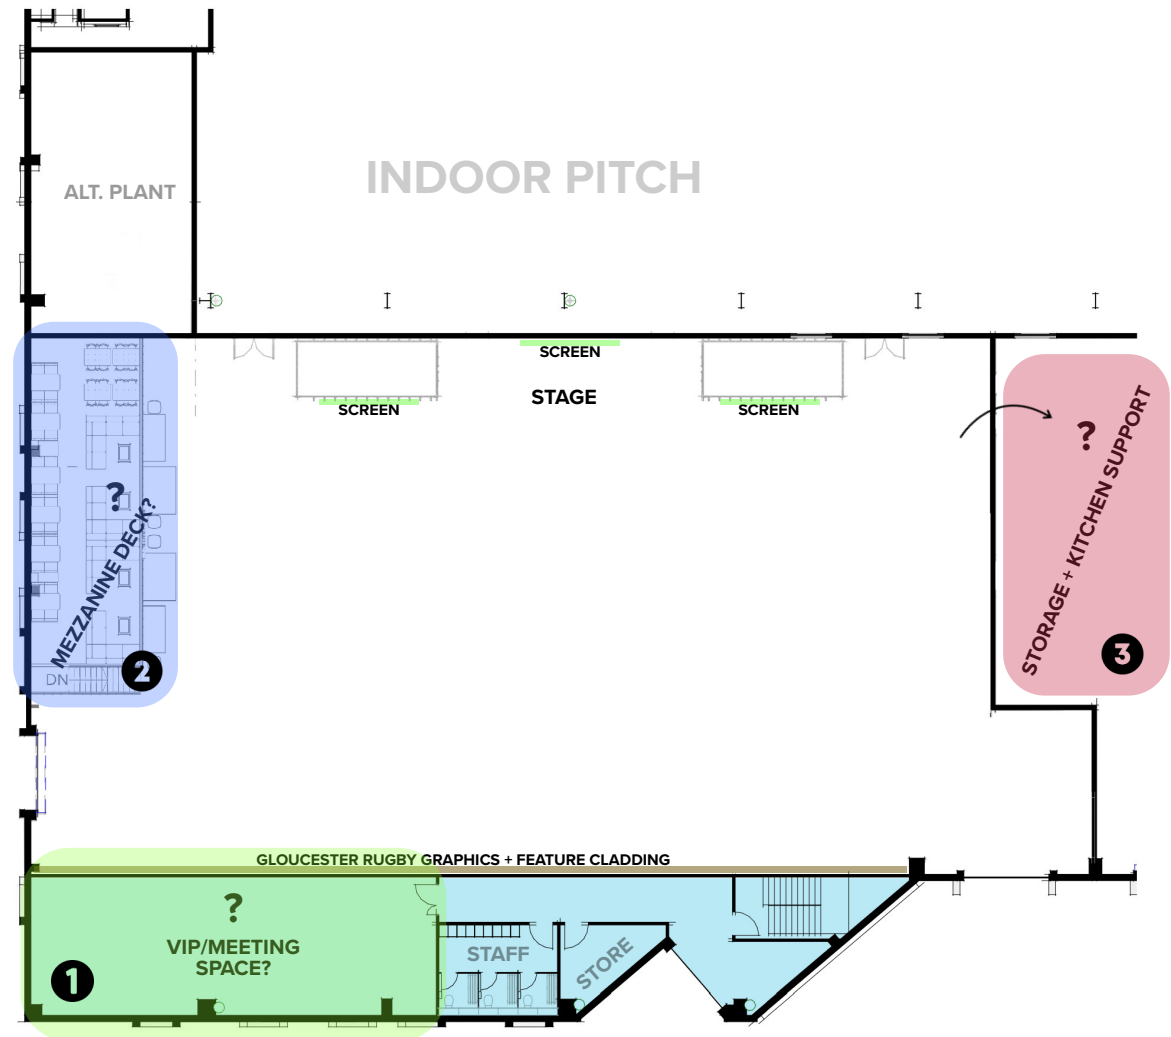 INDOOR PITCH
ALT. PLANT
SCREEN
STAGE
SCREEN
SCREEN
?
MEZZANINE DECK?
DN
2
?
STORAGE + KITCHEN SUPPORT
3
GLOUCESTER RUGBY GRAPHICS + FEATURE CLADDING
?
VIP/MEETING
SPACE?
1
STAFF
STORE